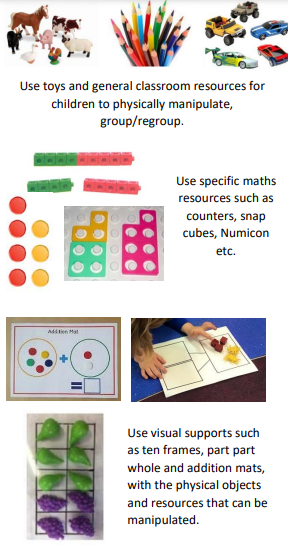 Use toys and general classroom resources for
children to physically manipulate,
group/regroup.
Use specific maths
resources such as
counters, snap
cubes, Numicon
etc.
Addition Mat
+
=
Use visual supports such
as ten frames, part part
whole and addition mats,
with the physical objects
and resources that can be
manipulated.